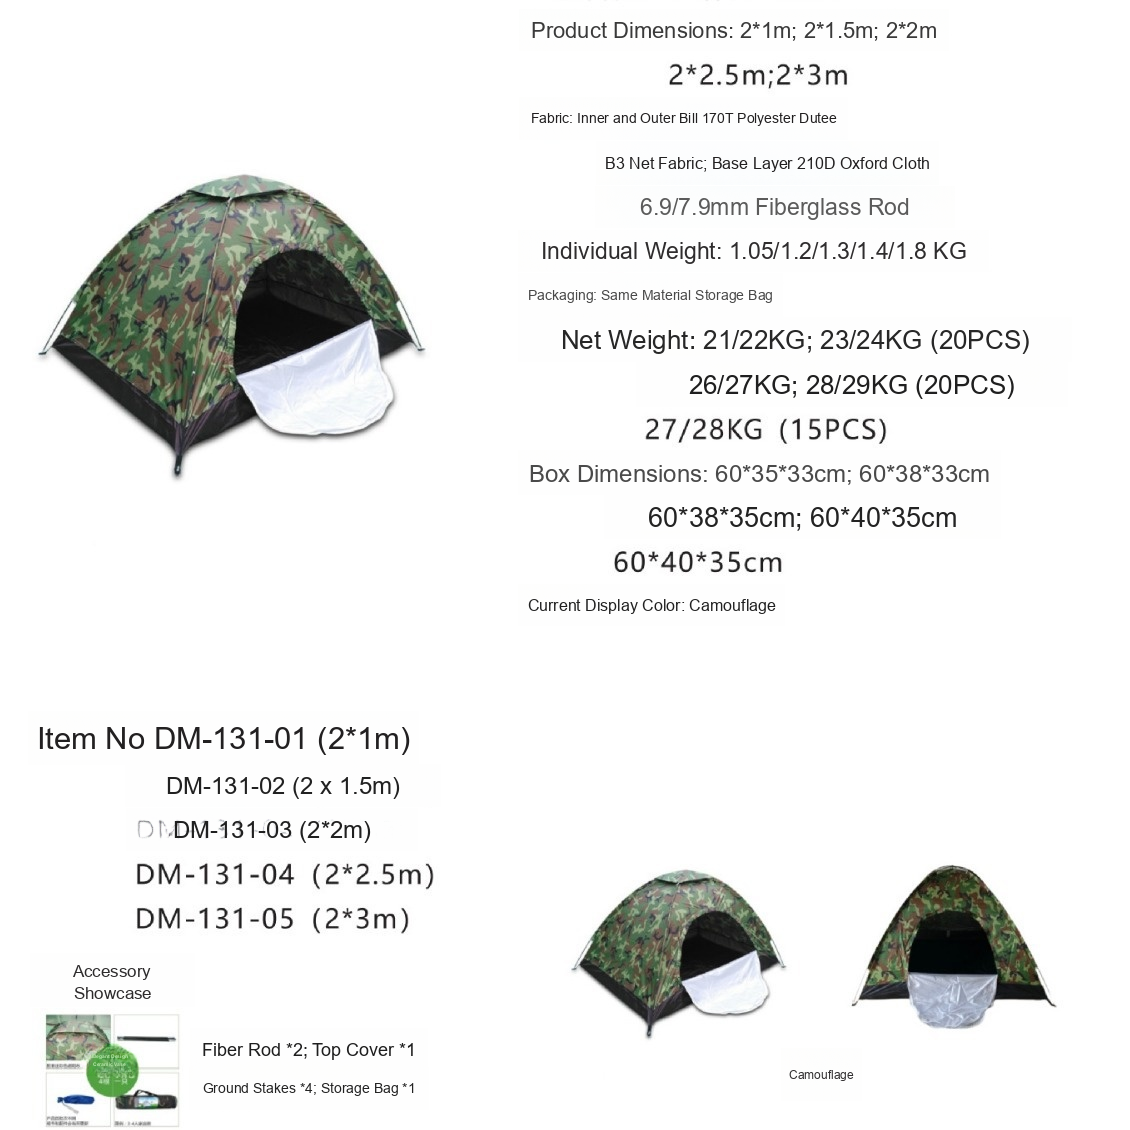 Product Dimensions: 2*1m; 2*1.5m; 2*2m
2*2.5m;2*3m
Fabric: Inner and Outer Bill 170T Polyester Dutee
B3 Net Fabric; Base Layer 210D Oxford Cloth
6.9/7.9mm Fiberglass Rod
Individual Weight: 1.05/1.2/1.3/1.4/1.8 KG
Packaging: Same Material Storage Bag
Net Weight: 21/22KG; 23/24KG (20PCS)
26/27KG; 28/29KG (20PCS)
27/28KG (15PCS)
Box Dimensions: 60*35*33cm; 60*38*33cm
60*38*35cm; 60*40*35cm
60*40*35cm
Current Display Color: Camouflage
Item No DM-131-01 (2*1m)
DM-131-02 (2 x 1.5m)
DM-131-03 (2*2m)
DM-131-04 (2*2.5m)
DM-131-05 (2*3m)
Accessory
Showcase
Fiber Rod *2; Top Cover *1
Ground Stakes *4; Storage Bag *1
Camouflage